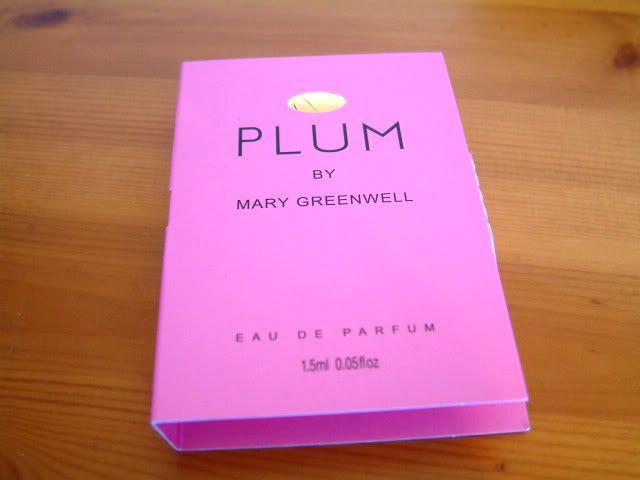 PLUM
BY
MARY GREENWELL
EAU DE PARFUM
1.5ml 0.05floz